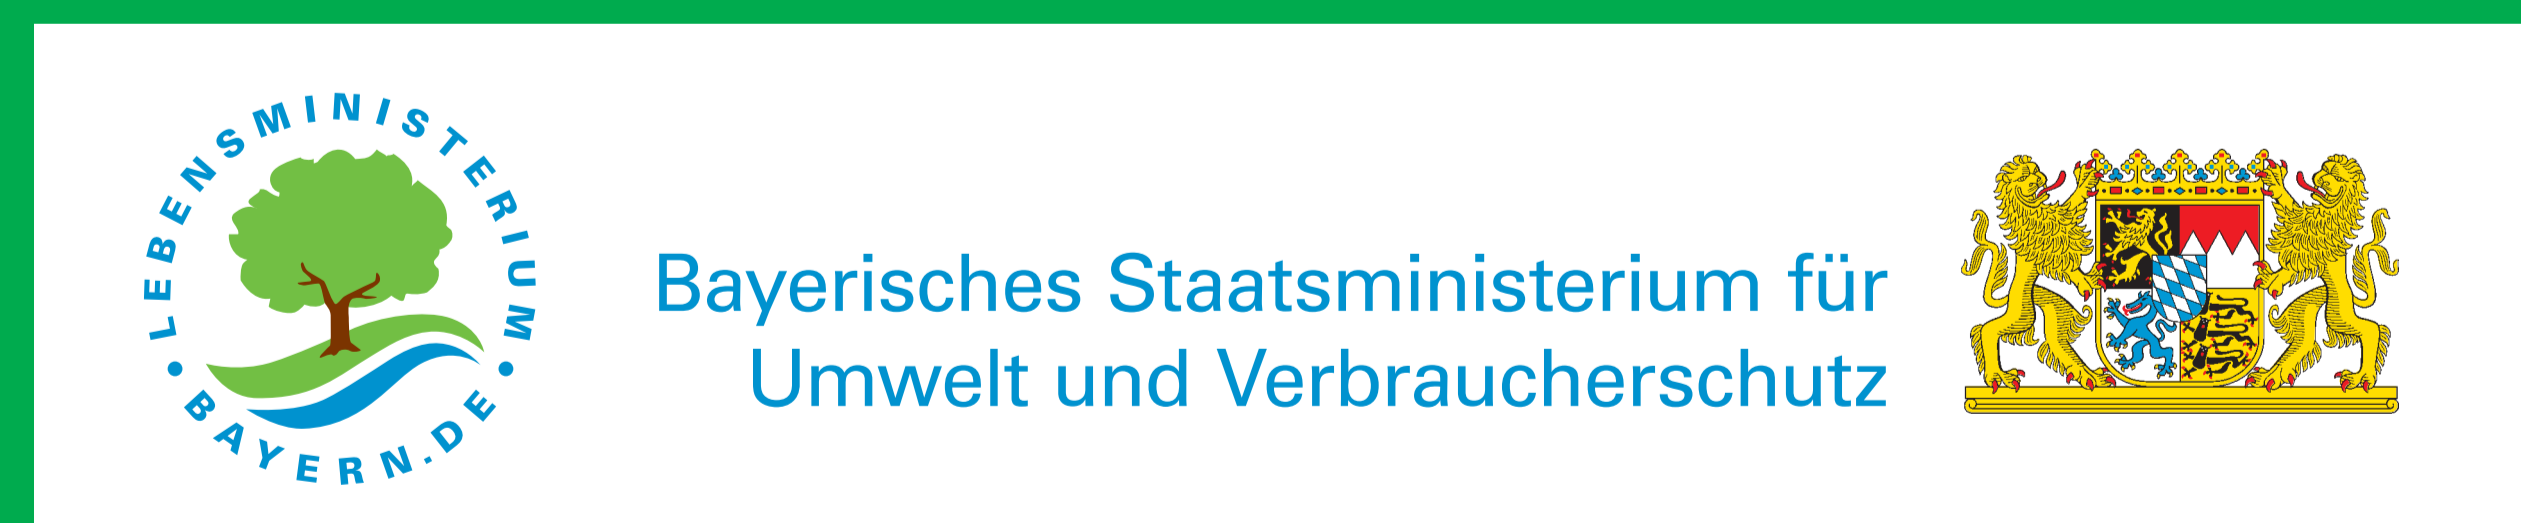 LEBENSMINISTERIUM
• BAYERN.DE •
Bayerisches Staatsministerium für
Umwelt und Verbraucherschutz